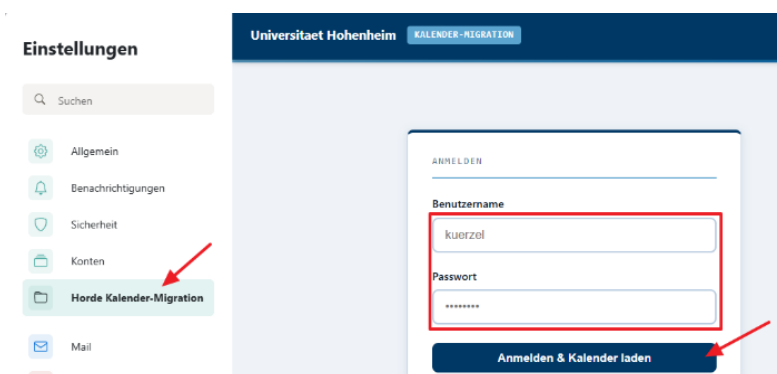 Einstellungen
Suchen
Allgemein
Benachrichtigungen
Sicherheit
Konten
Horde Kalender-Migration
Mail
Universitaet Hohenheim KALENDER-MIGRATION
ANMELDEN
Benutzername
kuerzel
Passwort
********
Anmelden & Kalender laden